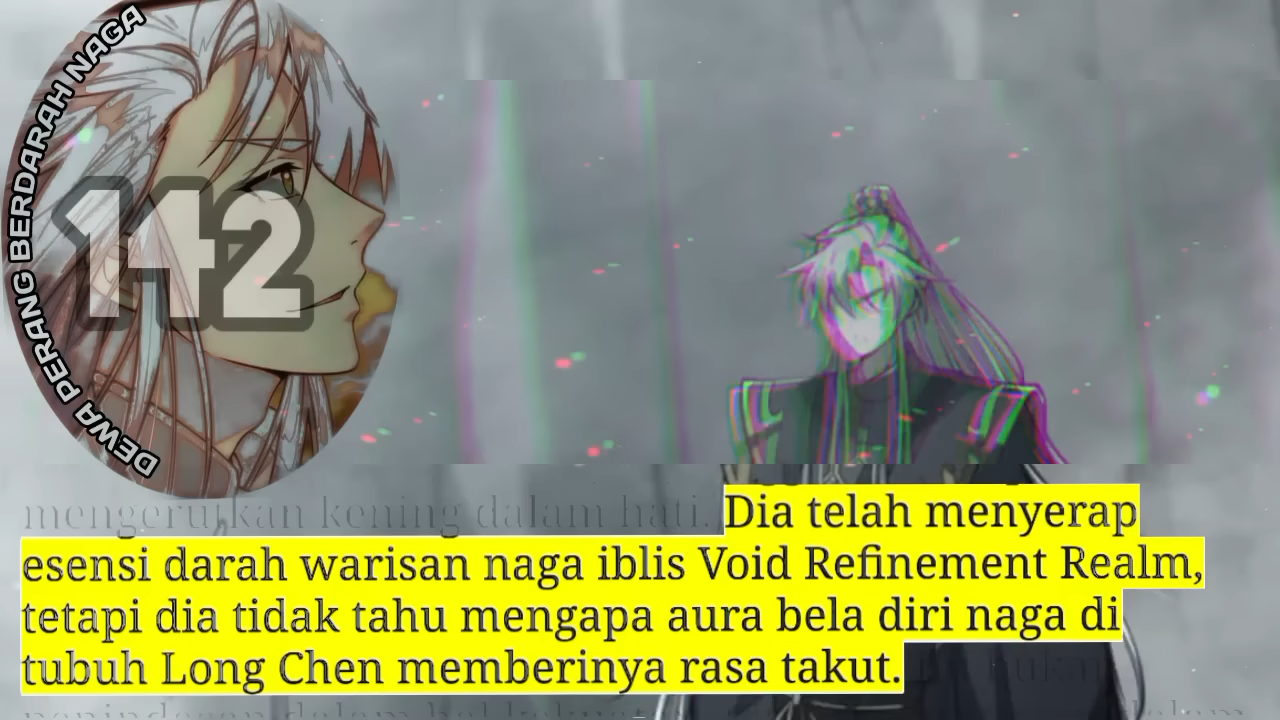 DEWA PERANG BERDARAH NAGA
142
mengerutkan kening dalam hati. Dia telah menyerap
esensi darah warisan naga iblis Void Refinement Realm,
tetapi dia tidak tahu mengapa aura bela diri naga di
tubuh Long Chen memberinya rasa takut.